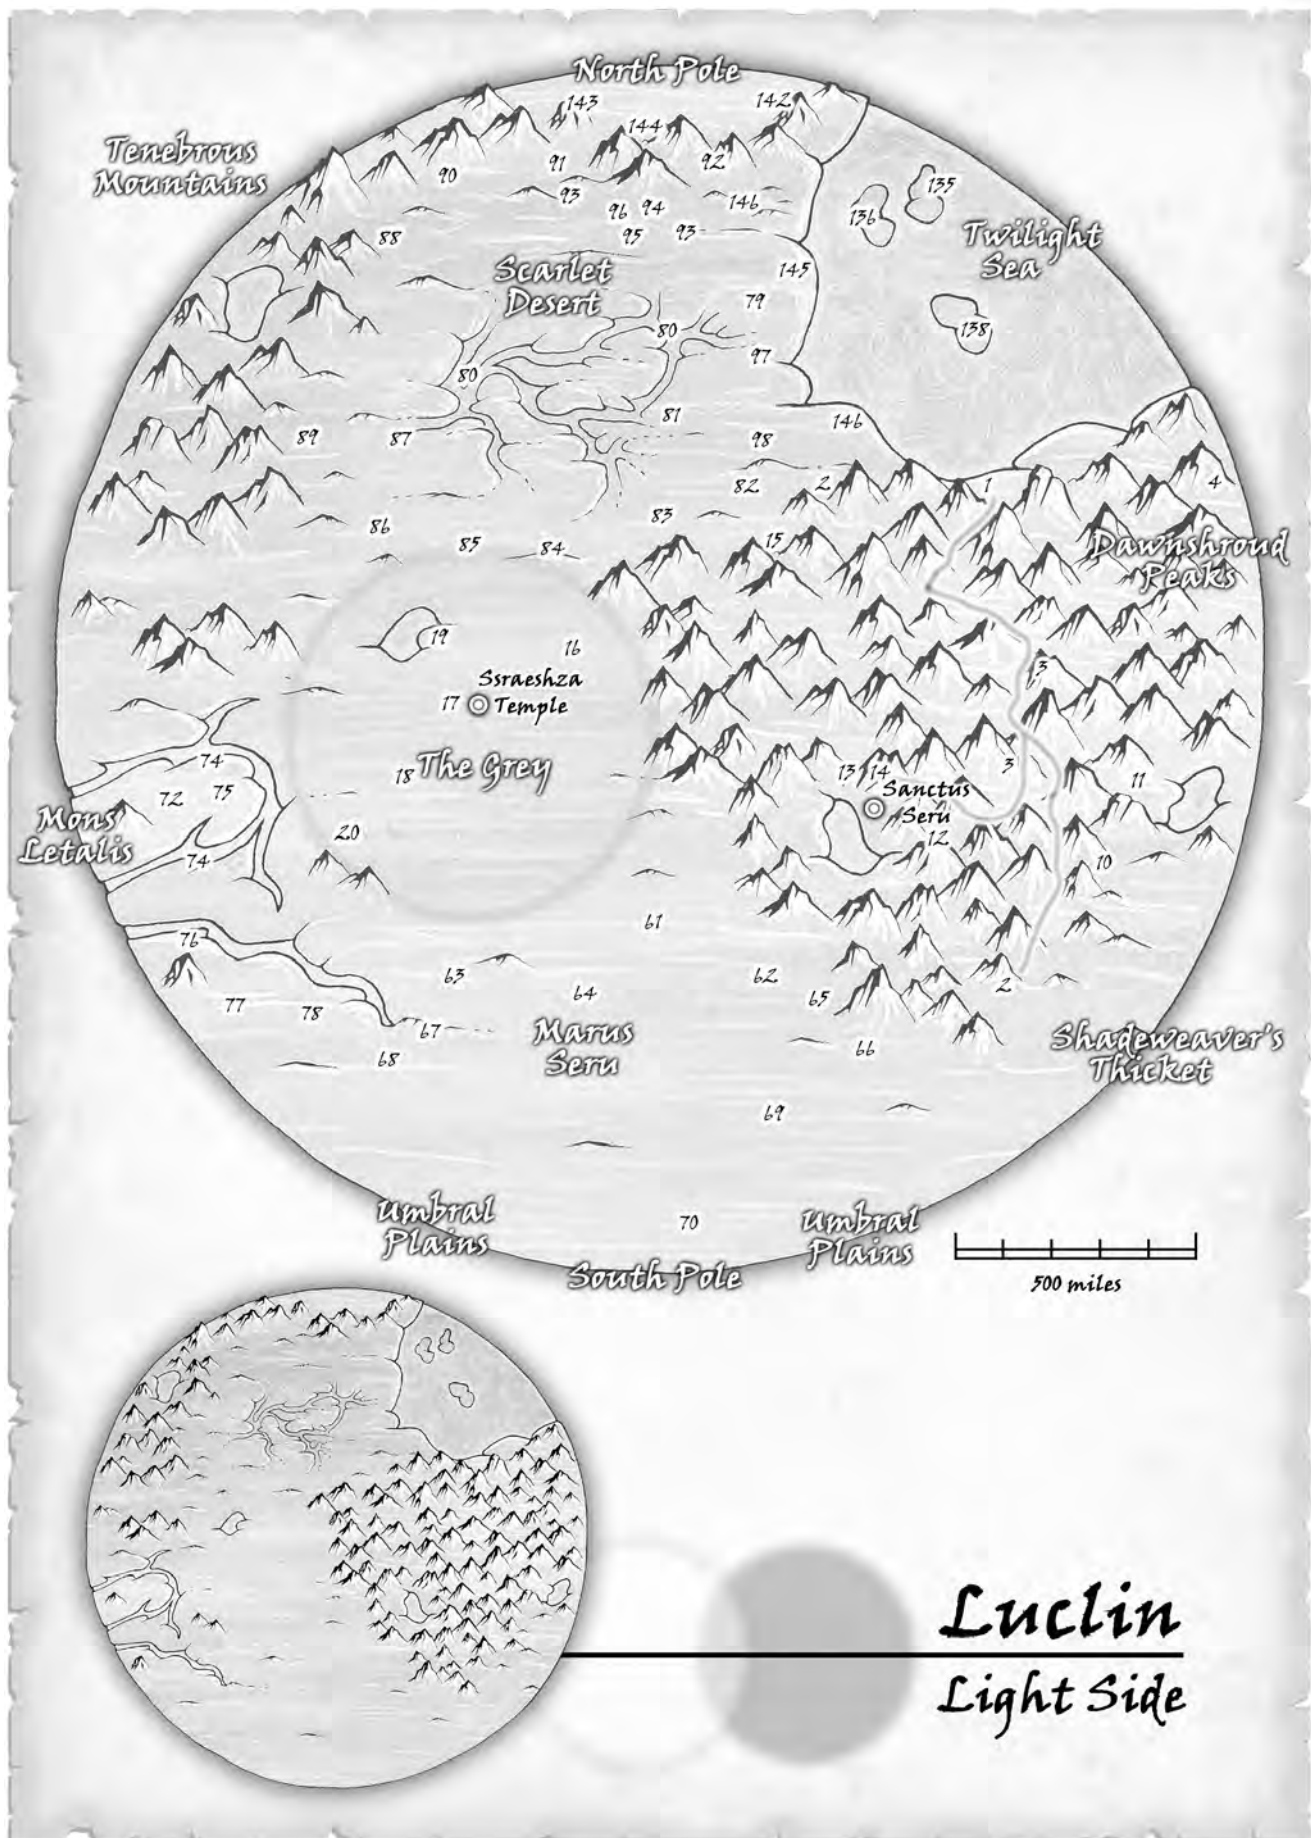 North Pole
143
142
144
Tenebrous
Mountains
90
91
92
93
96
94
146
135
136
95
93
88
Twilight
Sea
Scarlet
Desert
145
79
80
138
97
80
81
146
89
87
98
82
2
1
4
86
83
85
84
15
Dawnshroud
Peaks
19
16
3
Ssraeshza
17
Temple
74
18
The Grey
13
14
3
11
72
75
Sanctus
Seru
Mons
Letalis
20
12
74
10
61
76
63
62
2
77
78
64
65
67
Marus
Seru
68
66
Shadeweaver's
Thicket
69
Umbral
Plains
70
Umbral
Plains
South Pole
500 miles
Luclin
Light Side